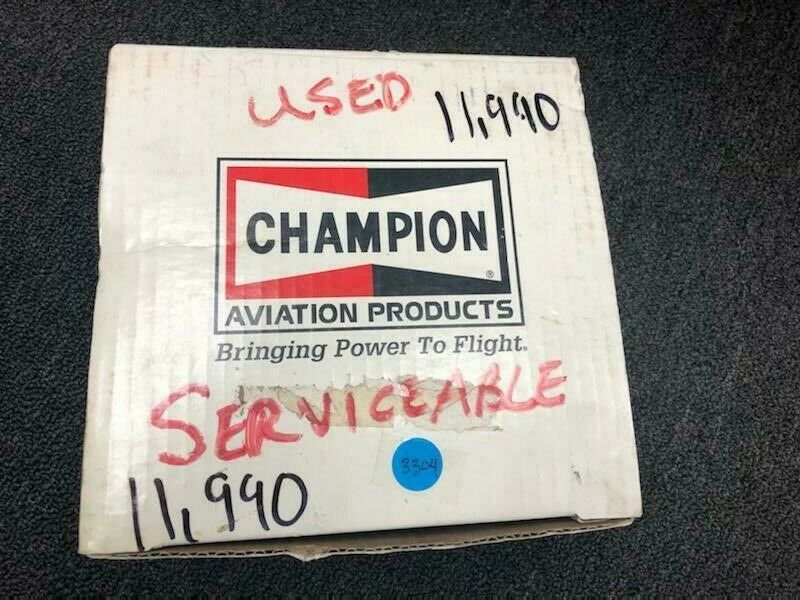 USED
11,990
CHAMPION
®
AVIATION PRODUCTS
Bringing Power To Flight.
SERVICEABLE
3304
11,990